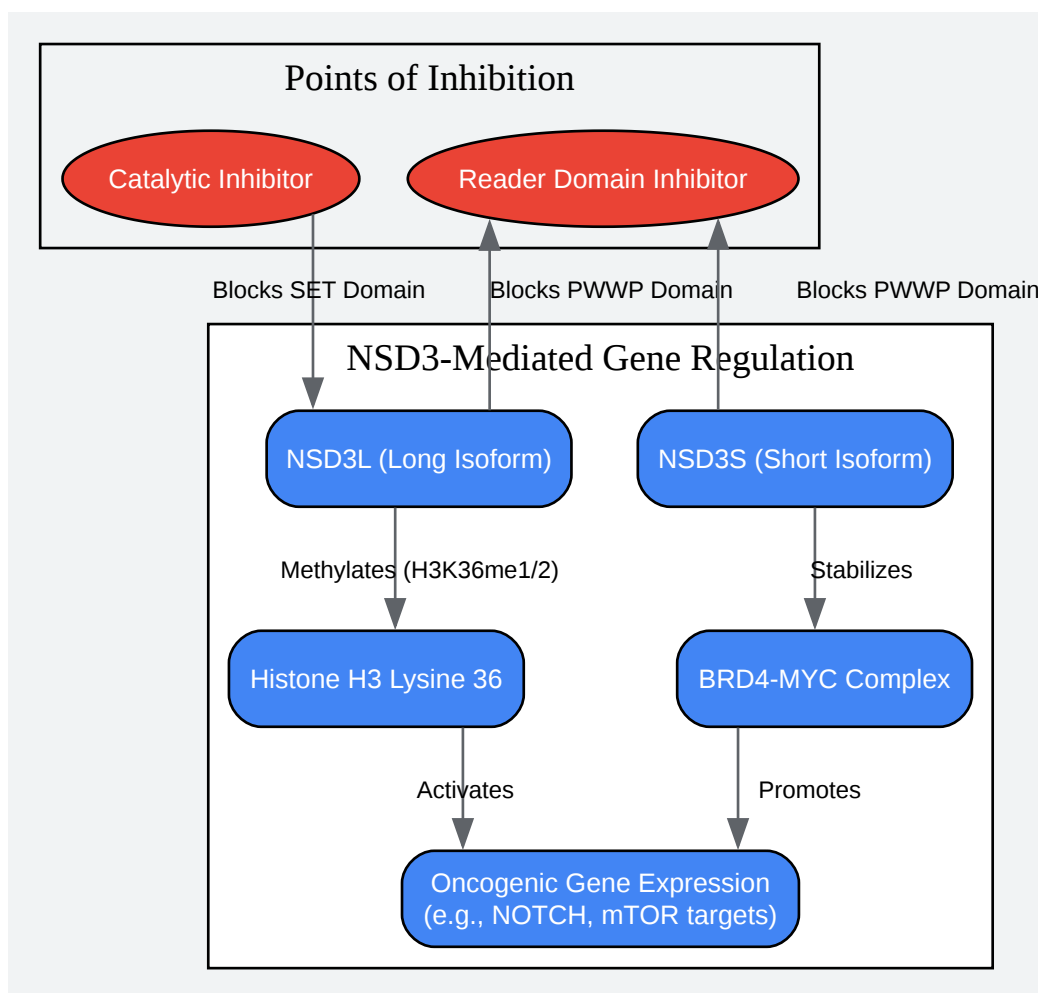 Points of Inhibition
Catalytic Inhibitor
Reader Domain Inhibitor
Blocks SET Domain
Blocks PWWP Domain
Blocks PWWP Domain
NSD3-Mediated Gene Regulation
NSD3L (Long Isoform)
NSD3S (Short Isoform)
Methylates (H3K36me1/2)
Stabilizes
Histone H3 Lysine 36
BRD4-MYC Complex
Activates
Promotes
Oncogenic Gene Expression
(e.g., NOTCH, mTOR targets)